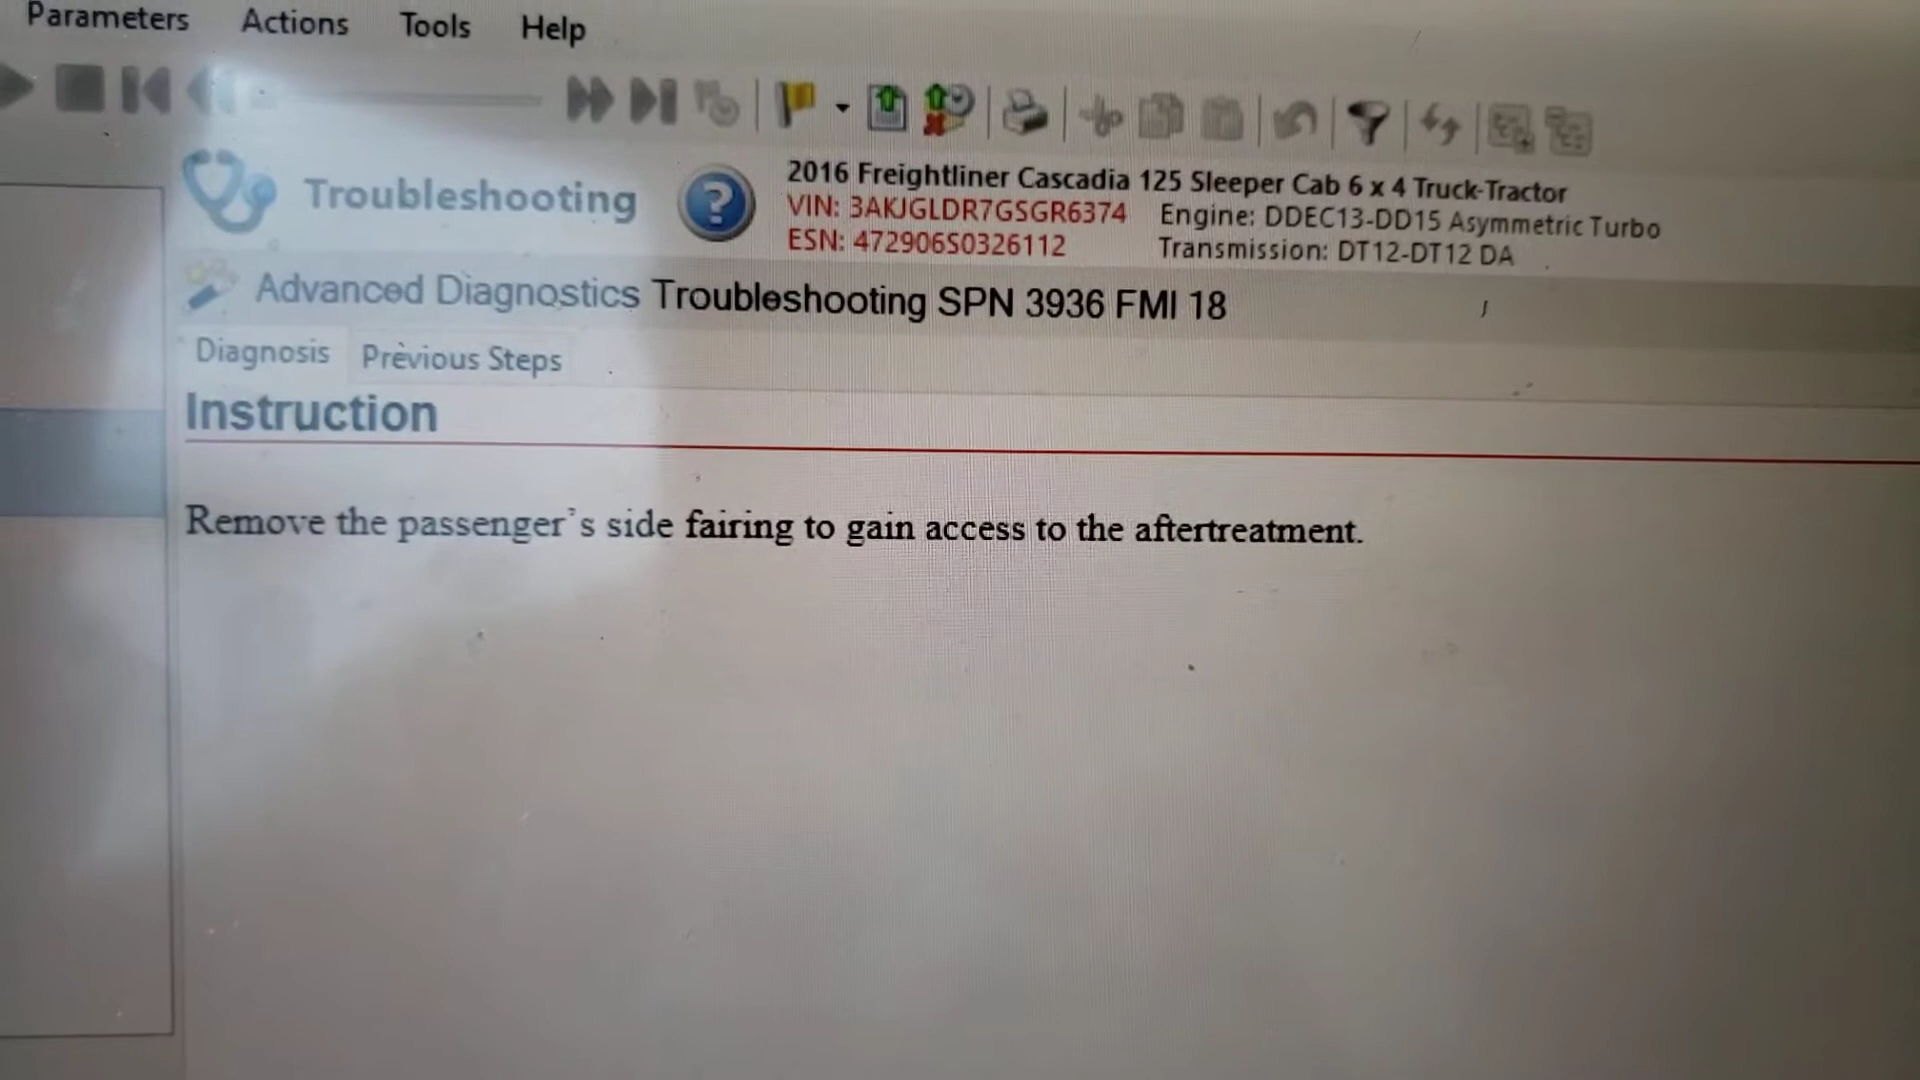 Parameters Actions Tools Help
Troubleshooting
2016 Freightliner Cascadia 125 Sleeper Cab 6 x 4 Truck-Tractor
VIN: 3AKJGLDR7GSGR6374 Engine: DDEC13-DD15 Asymmetric Turbo
ESN: 472906S0326112 Transmission: DT12-DT12 DA
Advanced Diagnostics Troubleshooting SPN 3936 FMI 18
Diagnosis Previous Steps
Instruction
Remove the passenger's side fairing to gain access to the aftertreatment.